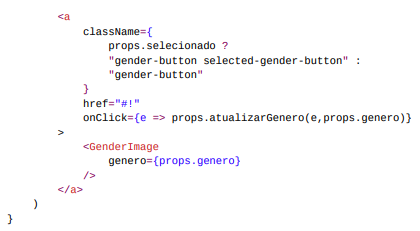 <a
className={
props.selecionado ?
"gender-button selected-gender-button" :
"gender-button"
}
href="#!"
onClick={e => props.atualizarGenero(e,props.genero)}
>
<GenderImage
genero={props.genero}
/>
</a>
)
}